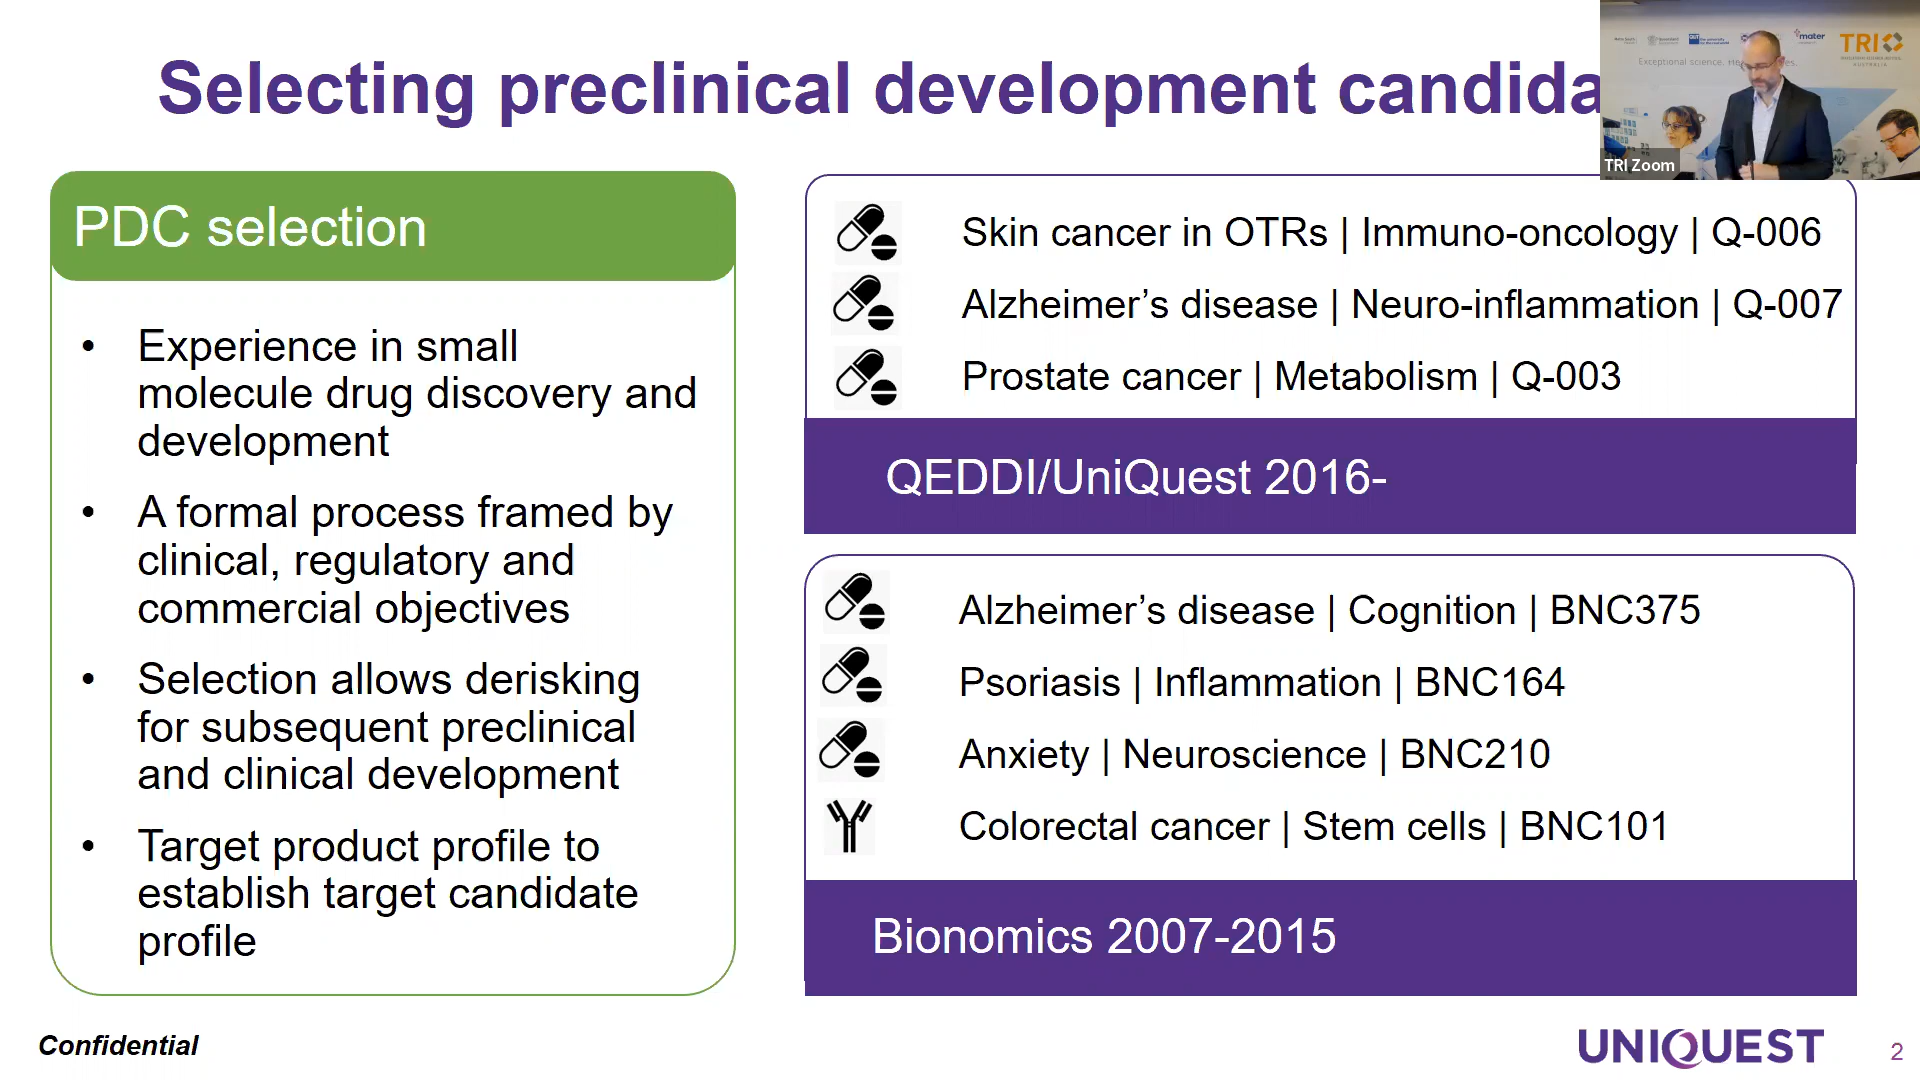 Selecting preclinical development candida
mater
TRI
AUSTRALIA
TRI Zoom
PDC selection
• Experience in small
molecule drug discovery and
development
• A formal process framed by
clinical, regulatory and
commercial objectives
• Selection allows derisking
for subsequent preclinical
and clinical development
• Target product profile to
establish target candidate
profile
Skin cancer in OTRs | Immuno-oncology | Q-006
Alzheimer’s disease | Neuro-inflammation | Q-007
Prostate cancer | Metabolism | Q-003
QEDDI/UniQuest 2016-
Alzheimer’s disease | Cognition | BNC375
Psoriasis | Inflammation | BNC164
Anxiety | Neuroscience | BNC210
Colorectal cancer | Stem cells | BNC101
Bionomics 2007-2015
Confidential
UNIQUEST
2